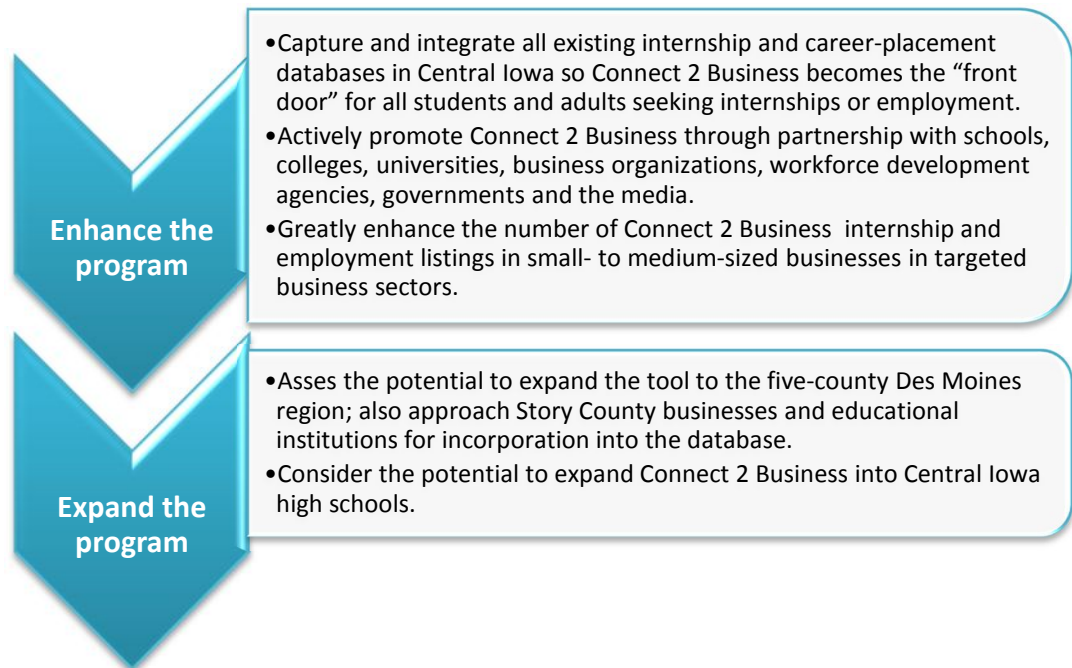 Enhance the
program
•Capture and integrate all existing internship and career-placement
databases in Central Iowa so Connect 2 Business becomes the “front
door” for all students and adults seeking internships or employment.
•Actively promote Connect 2 Business through partnership with schools,
colleges, universities, business organizations, workforce development
agencies, governments and the media.
•Greatly enhance the number of Connect 2 Business  internship and
employment listings in small- to medium-sized businesses in targeted
business sectors.
Expand the
program
•Asses the potential to expand the tool to the five-county Des Moines
region; also approach Story County businesses and educational
institutions for incorporation into the database.
•Consider the potential to expand Connect 2 Business into Central Iowa
high schools.